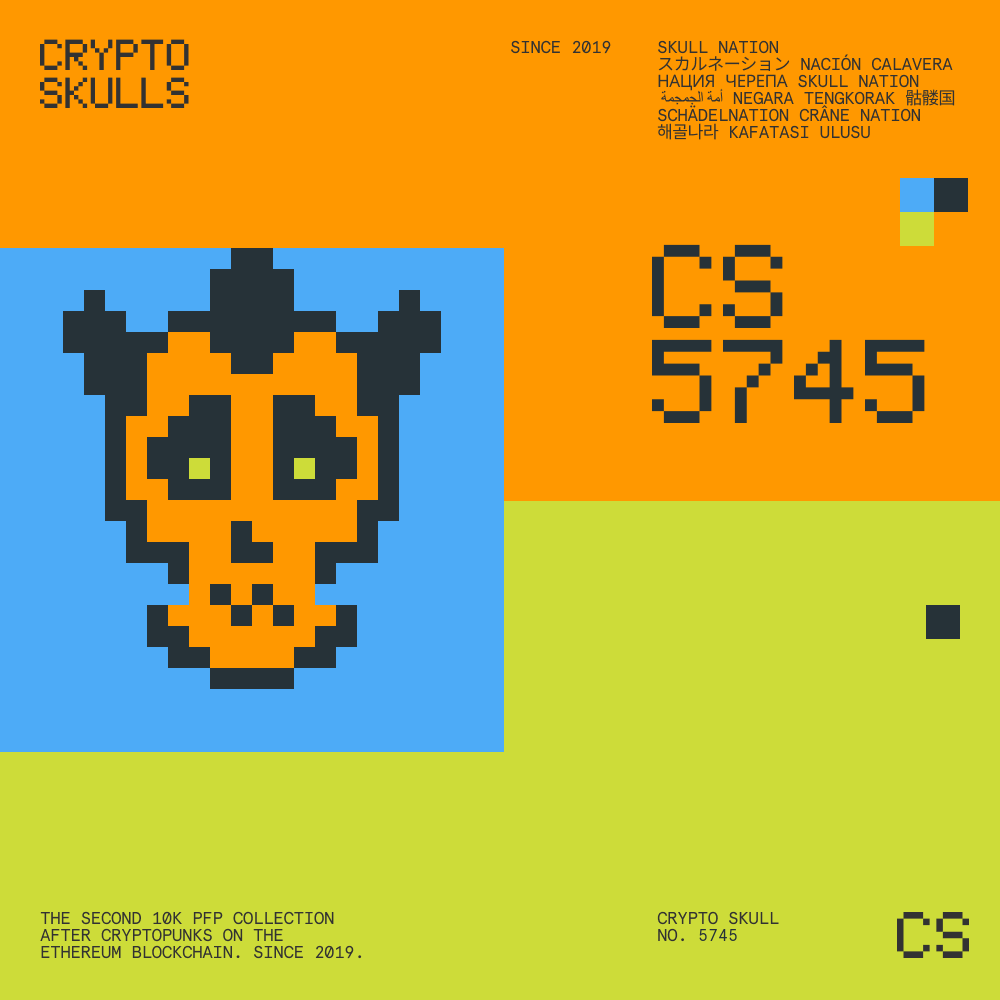 CRYPTO
SKULLS
SINCE 2019
SKULL NATION
スカルネーション NACIÓN CALAVERA
НАЦИЯ ЧЕРЕПА SKULL NATION
أمة الجمجمة NEGARA TENGKORAK 骷髅国
SCHÄDELNATION CRÂNE NATION
해골나라 KAFATASI ULUSU
CS
5745
THE SECOND 10K PFP COLLECTION
AFTER CRYPTOPUNKS ON THE
ETHEREUM BLOCKCHAIN. SINCE 2019.
CRYPTO SKULL
NO. 5745
CS